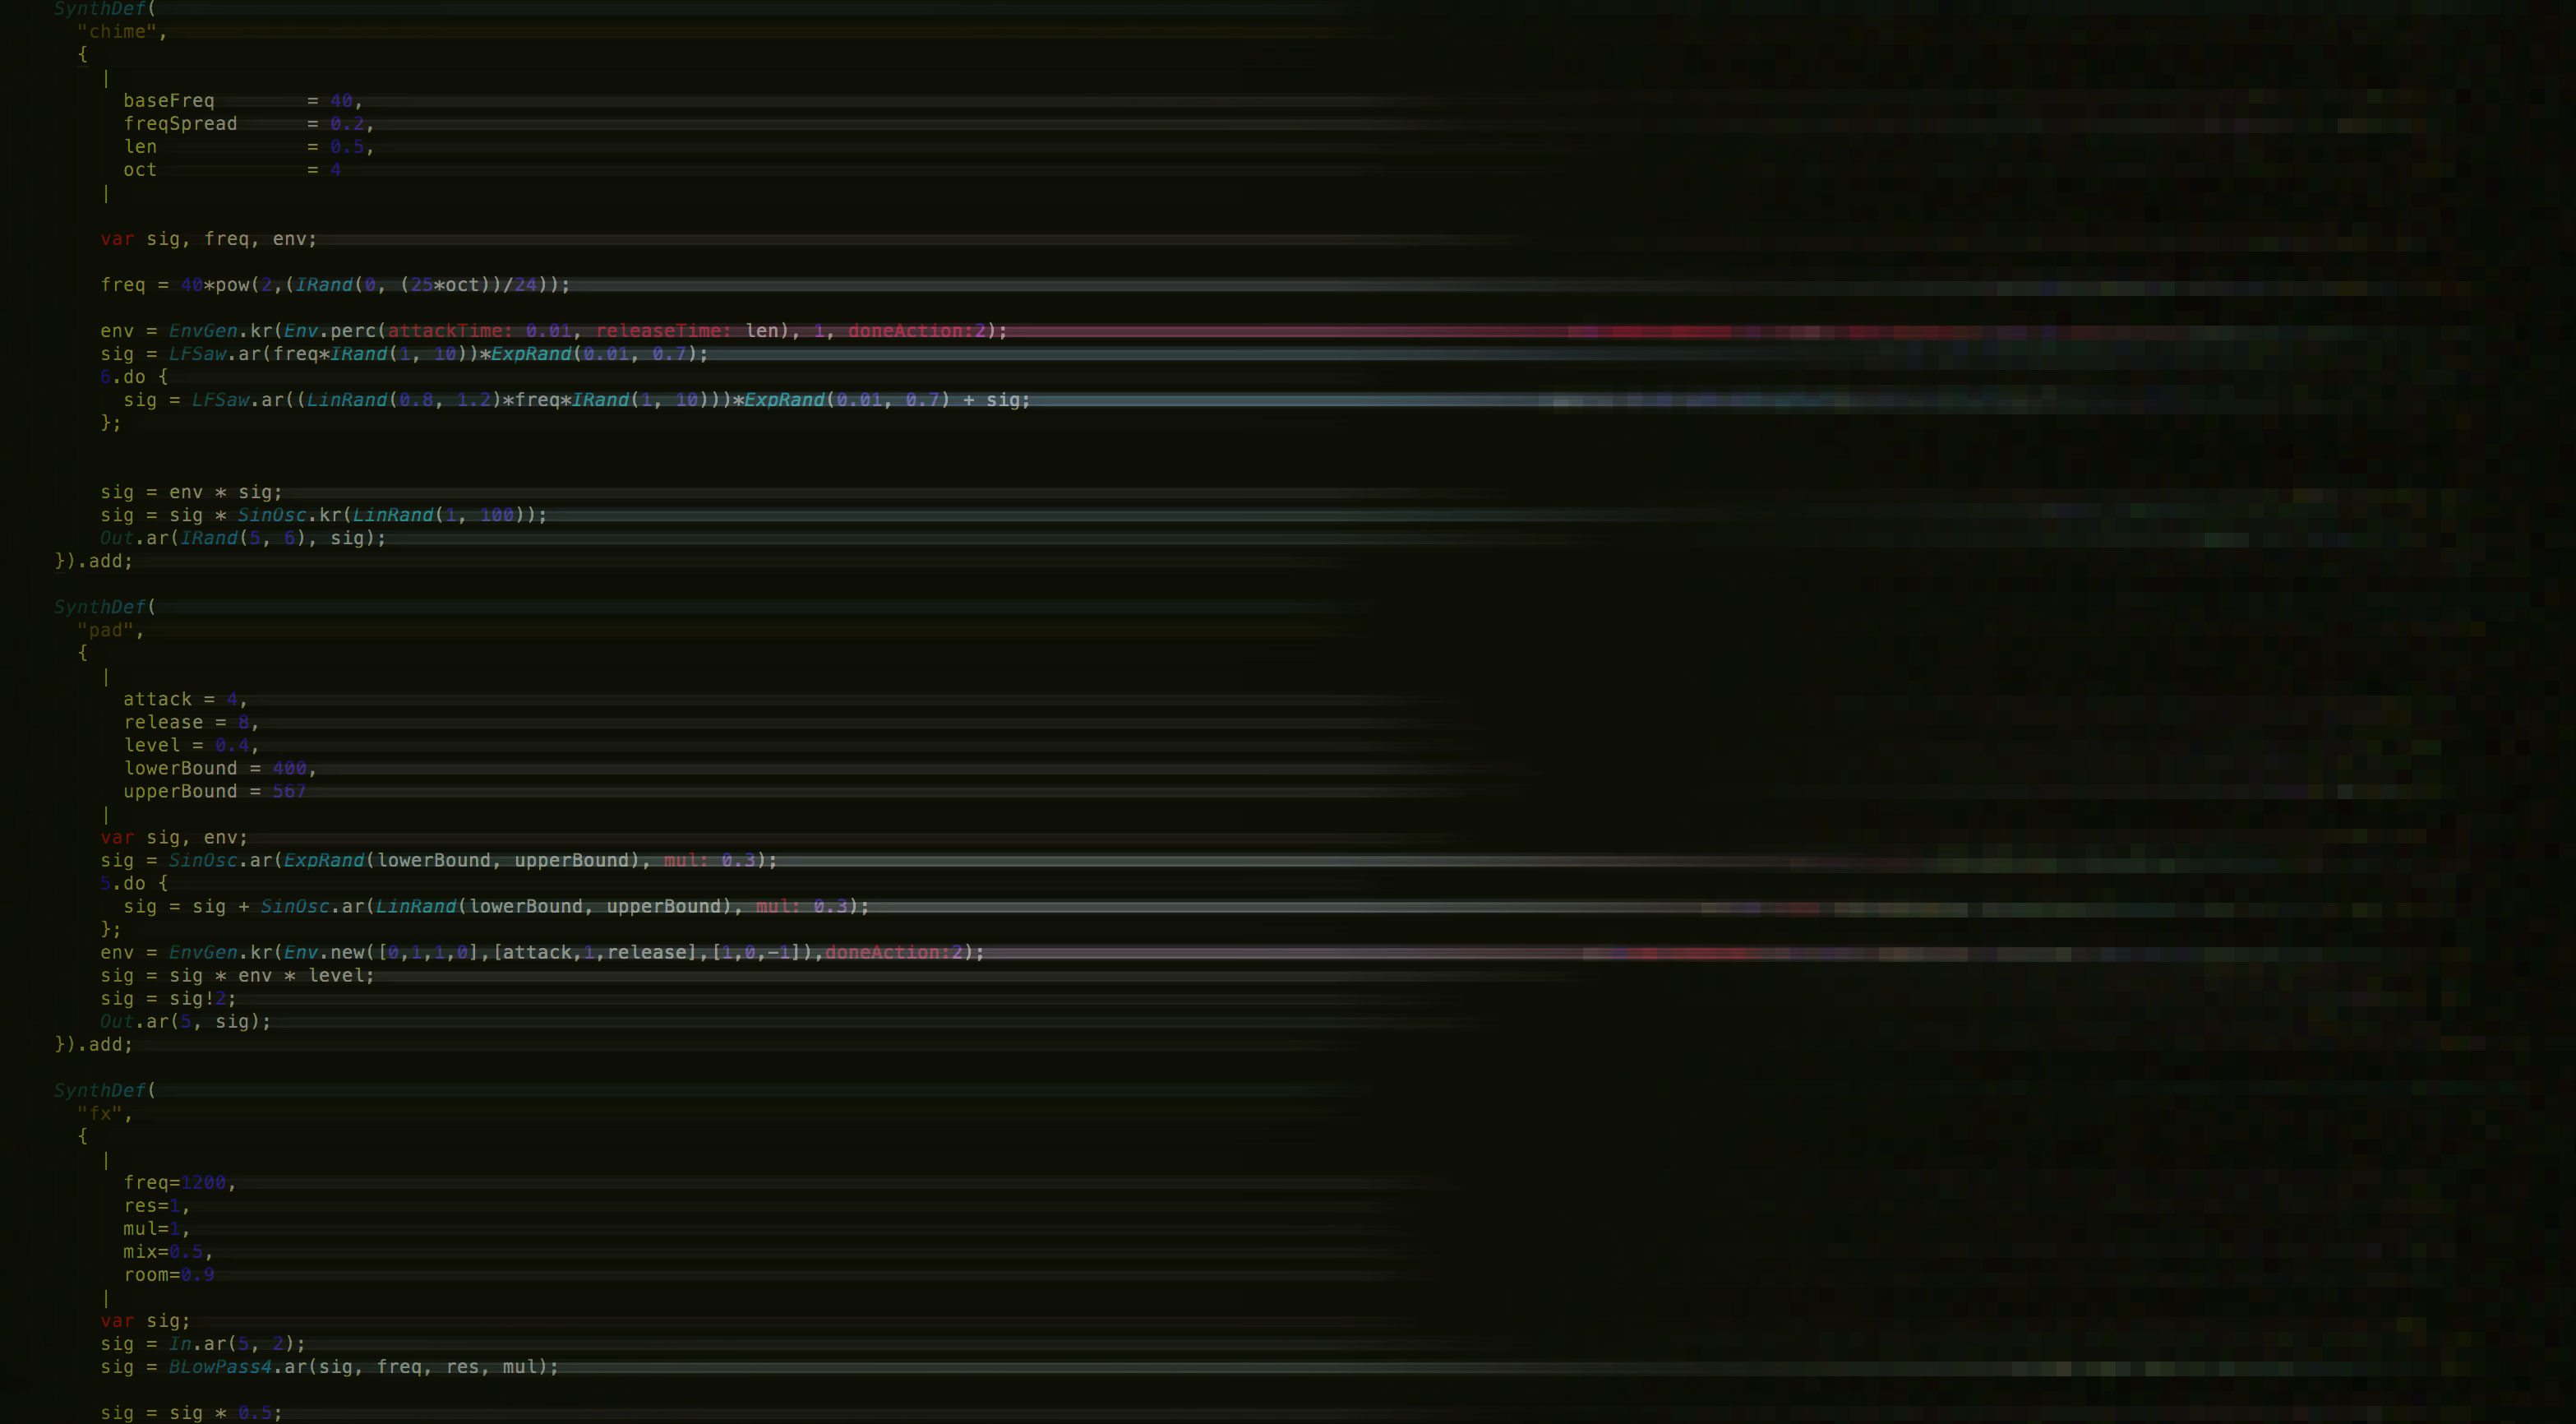 SynthDef(
  "chime",
  {
    |
      baseFreq        = 40,
      freqSpread      = 0.2,
      len             = 0.5,
      oct             = 4
    |

    var sig, freq, env;

    freq = 40*pow(2,(IRand(0, (25*oct))/24));

    env = EnvGen.kr(Env.perc(attackTime: 0.01, releaseTime: len), 1, doneAction:2);
    sig = LFSaw.ar(freq*IRand(1, 10))*ExpRand(0.01, 0.7);
    6.do {
      sig = LFSaw.ar((LinRand(0.8, 1.2)*freq*IRand(1, 10)))*ExpRand(0.01, 0.7) + sig;
    };

    sig = env * sig;
    sig = sig * SinOsc.kr(LinRand(1, 100));
    Out.ar(IRand(5, 6), sig);
}).add;

SynthDef(
  "pad",
  {
    |
      attack = 4,
      release = 8,
      level = 0.4,
      lowerBound = 400,
      upperBound = 567
    |
    var sig, env;
    sig = SinOsc.ar(ExpRand(lowerBound, upperBound), mul: 0.3);
    5.do {
      sig = sig + SinOsc.ar(LinRand(lowerBound, upperBound), mul: 0.3);
    };
    env = EnvGen.kr(Env.new([0,1,1,0],[attack,1,release],[1,0,-1]),doneAction:2);
    sig = sig * env * level;
    sig = sig!2;
    Out.ar(5, sig);
}).add;

SynthDef(
  "fx",
  {
    |
      freq=1200,
      res=1,
      mul=1,
      mix=0.5,
      room=0.9
    |
    var sig;
    sig = In.ar(5, 2);
    sig = BLowPass4.ar(sig, freq, res, mul);

    sig = sig * 0.5;